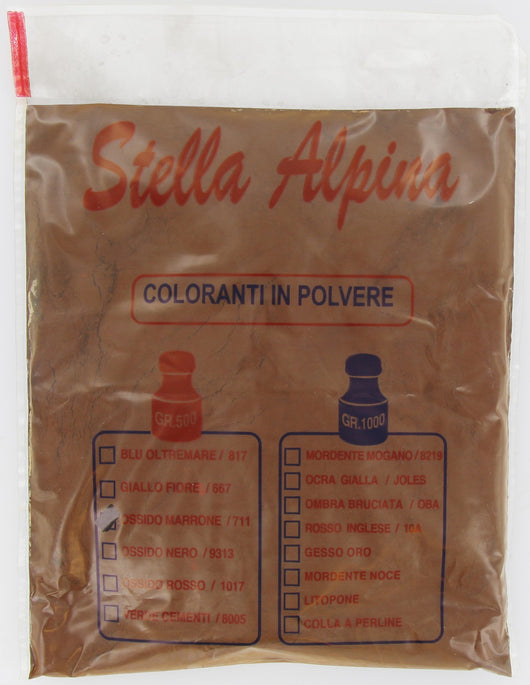 Stella Alpina
COLORANTI IN POLVERE
GR.500
BLU OLTREMARE / 817
GIALLO FIORE / 667
OSSIDO MARRONE / 711
OSSIDO NERO / 9313
OSSIDO ROSSO / 1017
VERDE CEMENTI / 6005
GR.1000
MORDENTE MOGANO / 8219
OCRA GIALLA / JOLES
OMBRA BRUCIATA / OBA
ROSSO INGLESE / 10A
GESSO ORO
MORDENTE NOCE
LITOPONE
COLLA A PERLINE